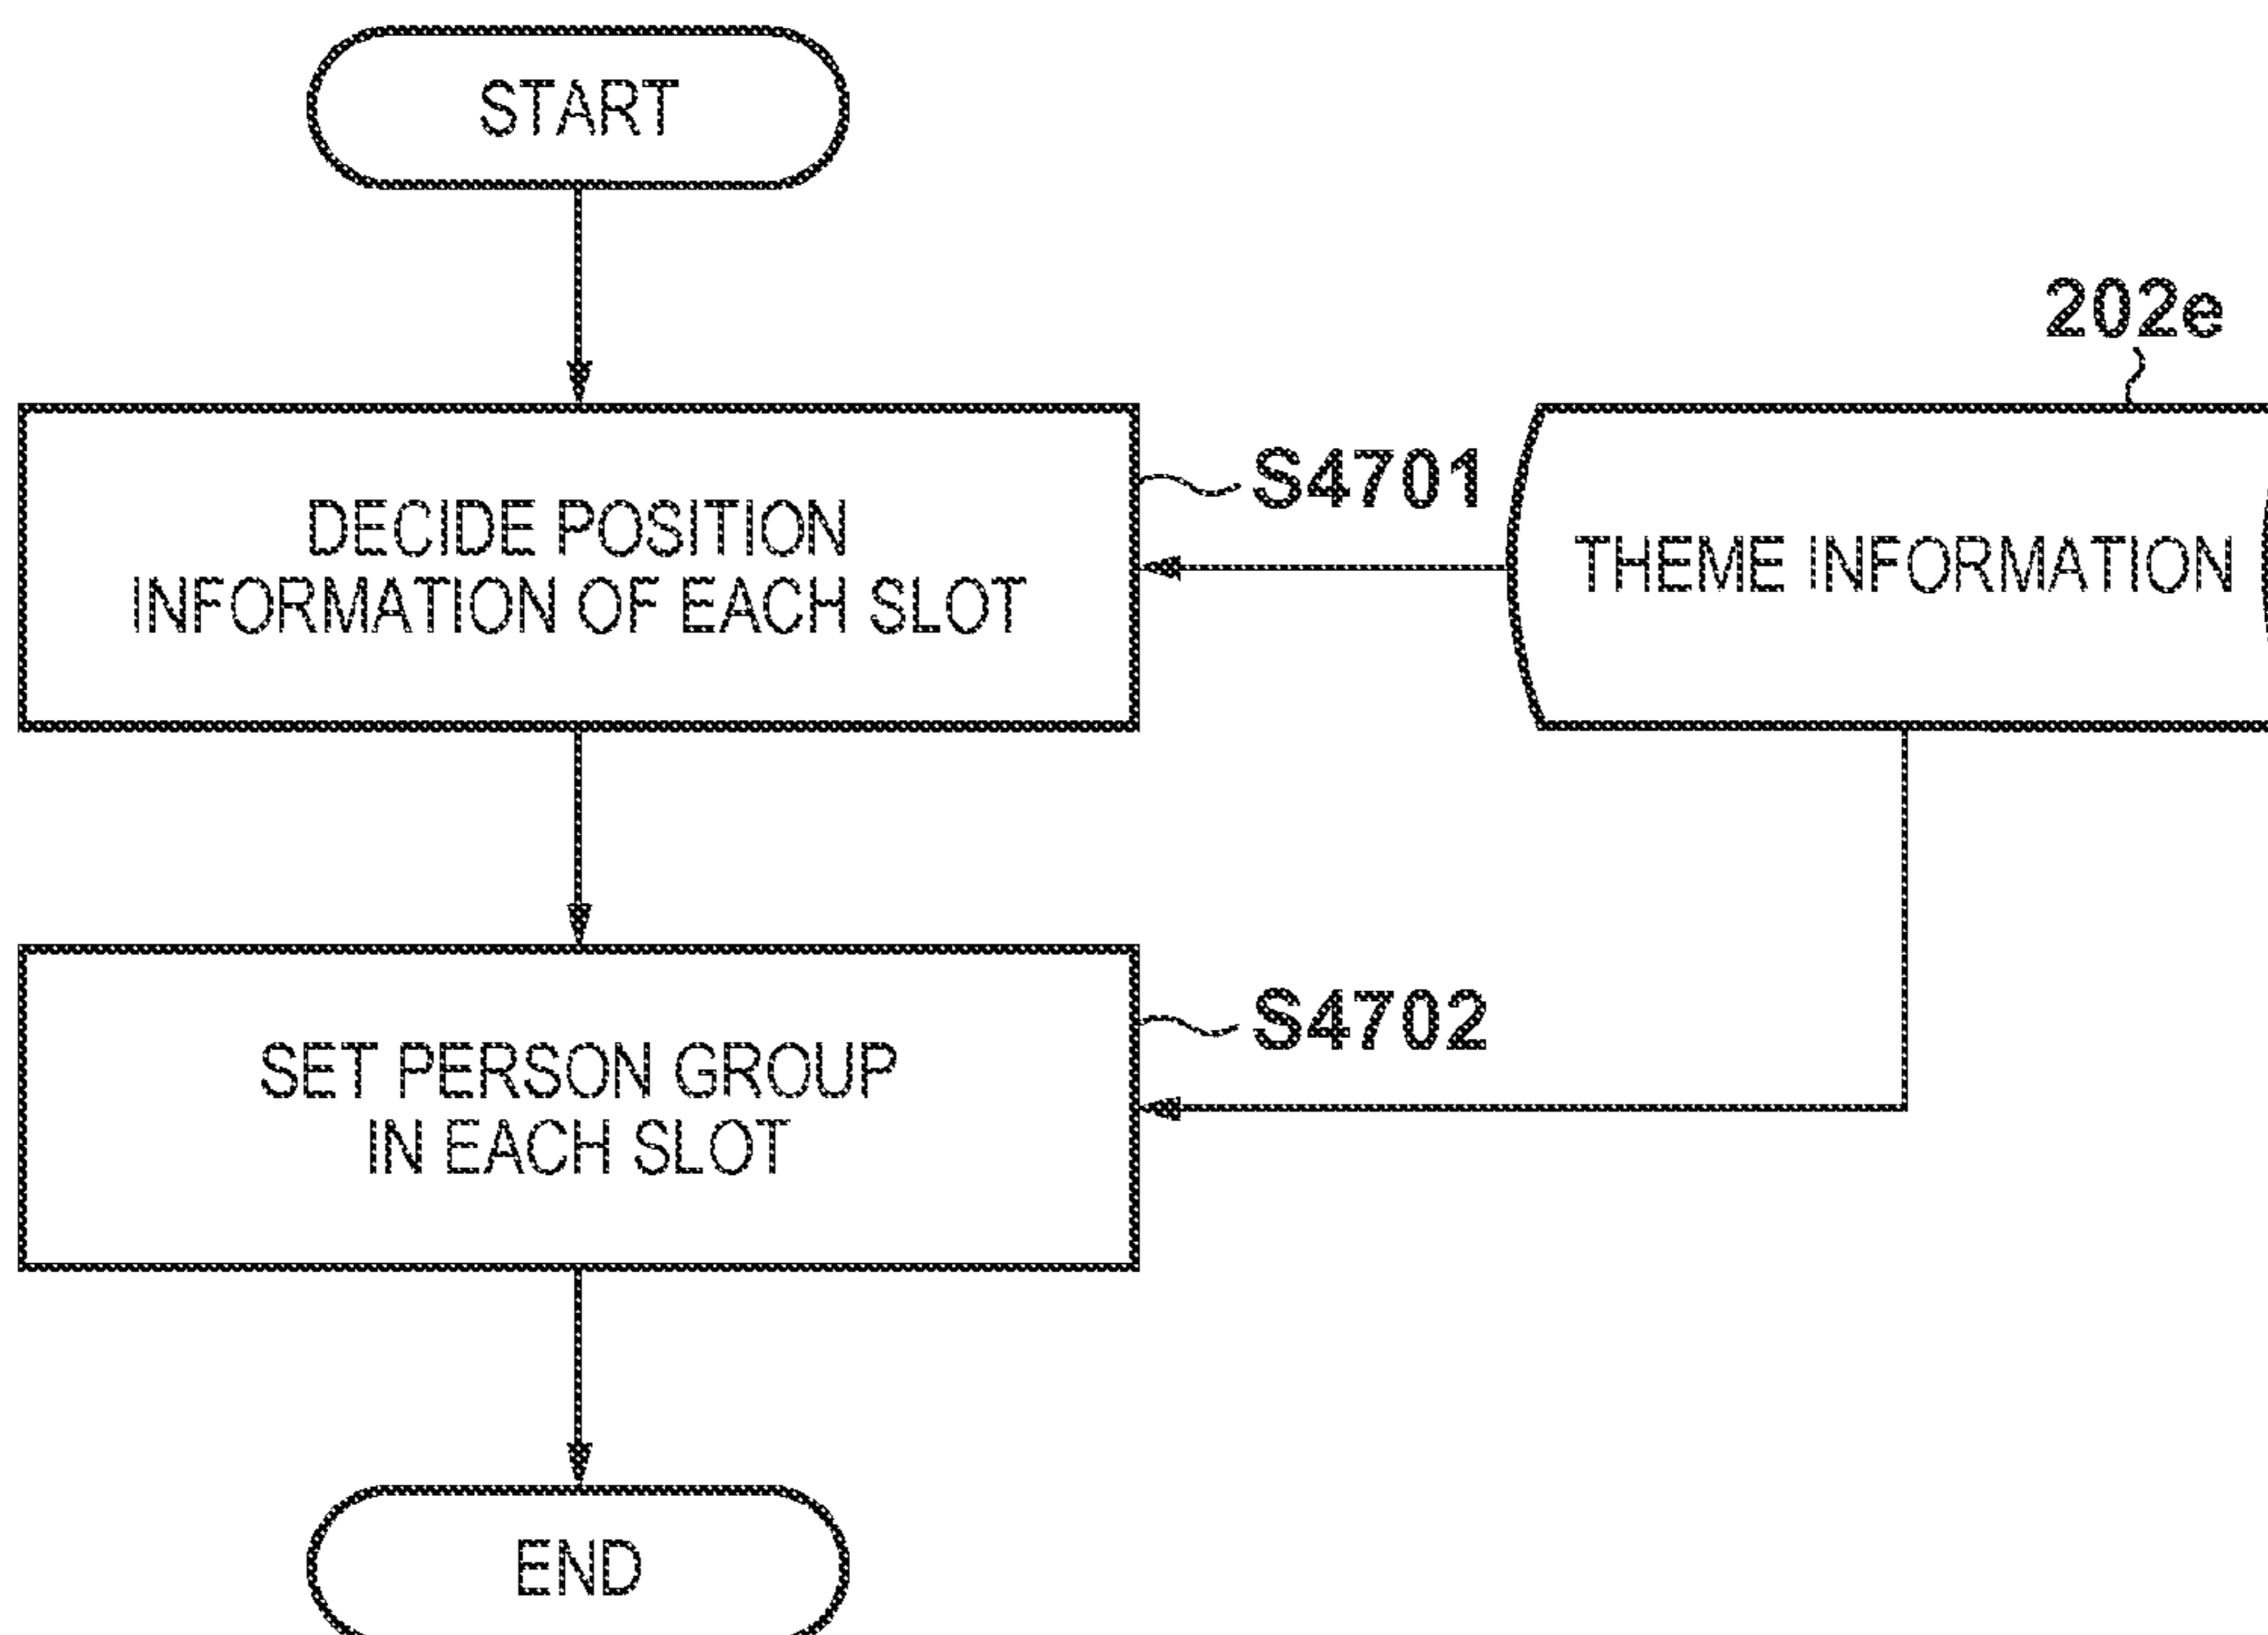 START
202e
S4701
DECIDE POSITION
INFORMATION OF EACH SLOT
THEME INFORMATION
S4702
SET PERSON GROUP
IN EACH SLOT
END